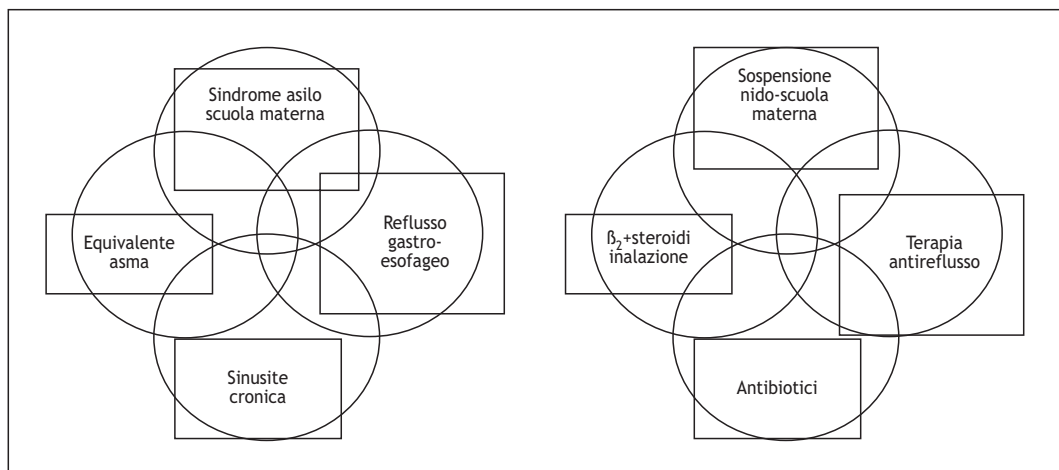 Sindrome asilo
scuola materna
Equivalente
asma
Reflusso
gastro-
esofageo
Sinusite
cronica
Sospensione
nido-scuola
materna
ß₂+steroidi
inalazione
Terapia
antireflusso
Antibiotici